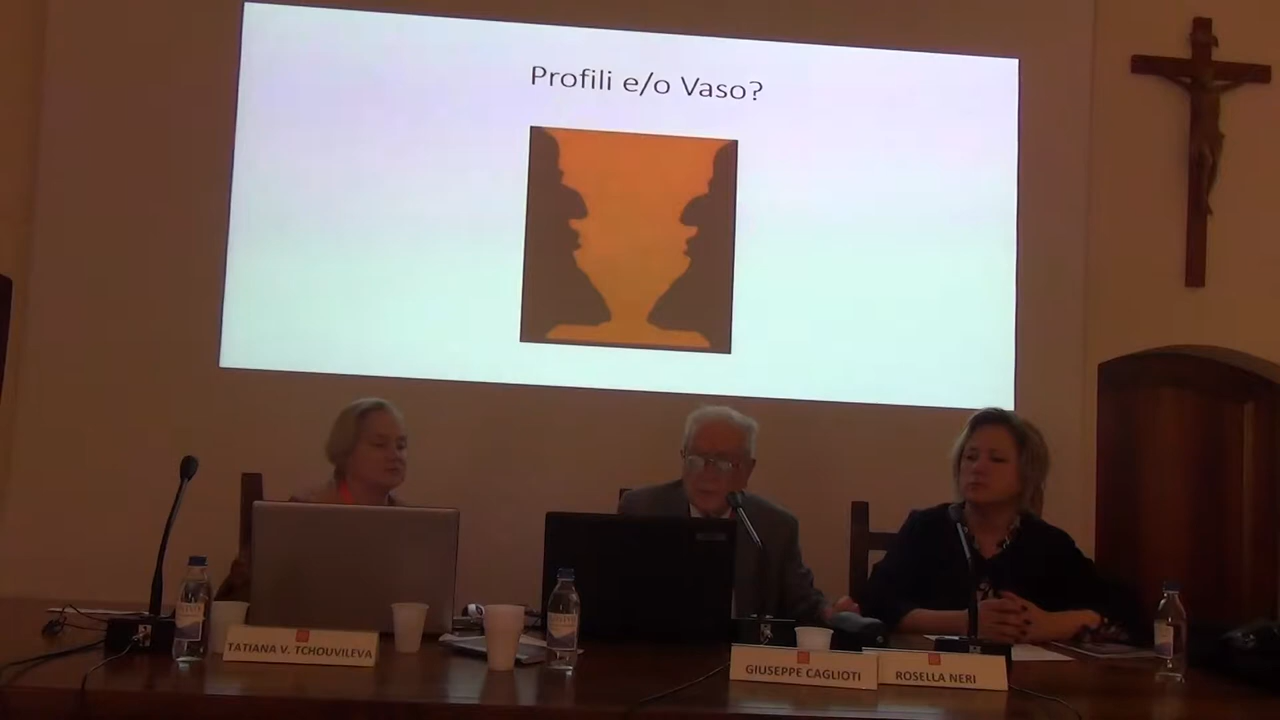 Profili e/o Vaso?
TATIANA V. TCHOUVILEVA
GIUSEPPE CAGLIOTI
ROSELLA NERI